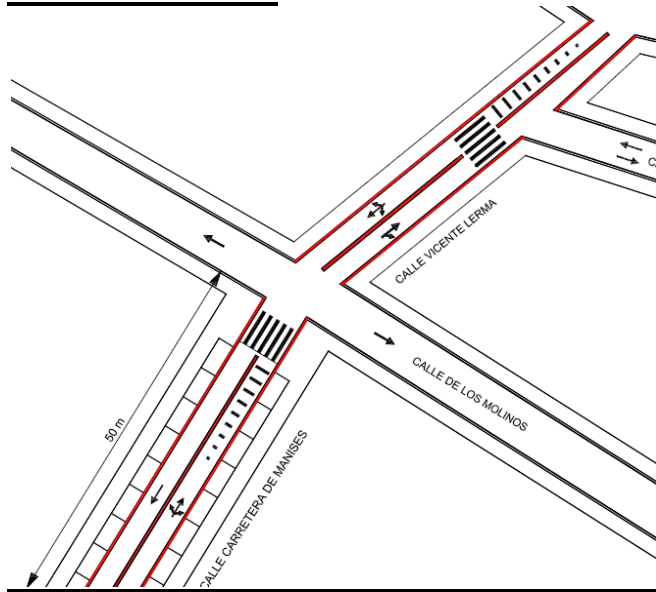 CALLE VICENTE LERMA
CALLE DE LOS MOLINOS
50 m
CALLE CARRETERA DE MANISES